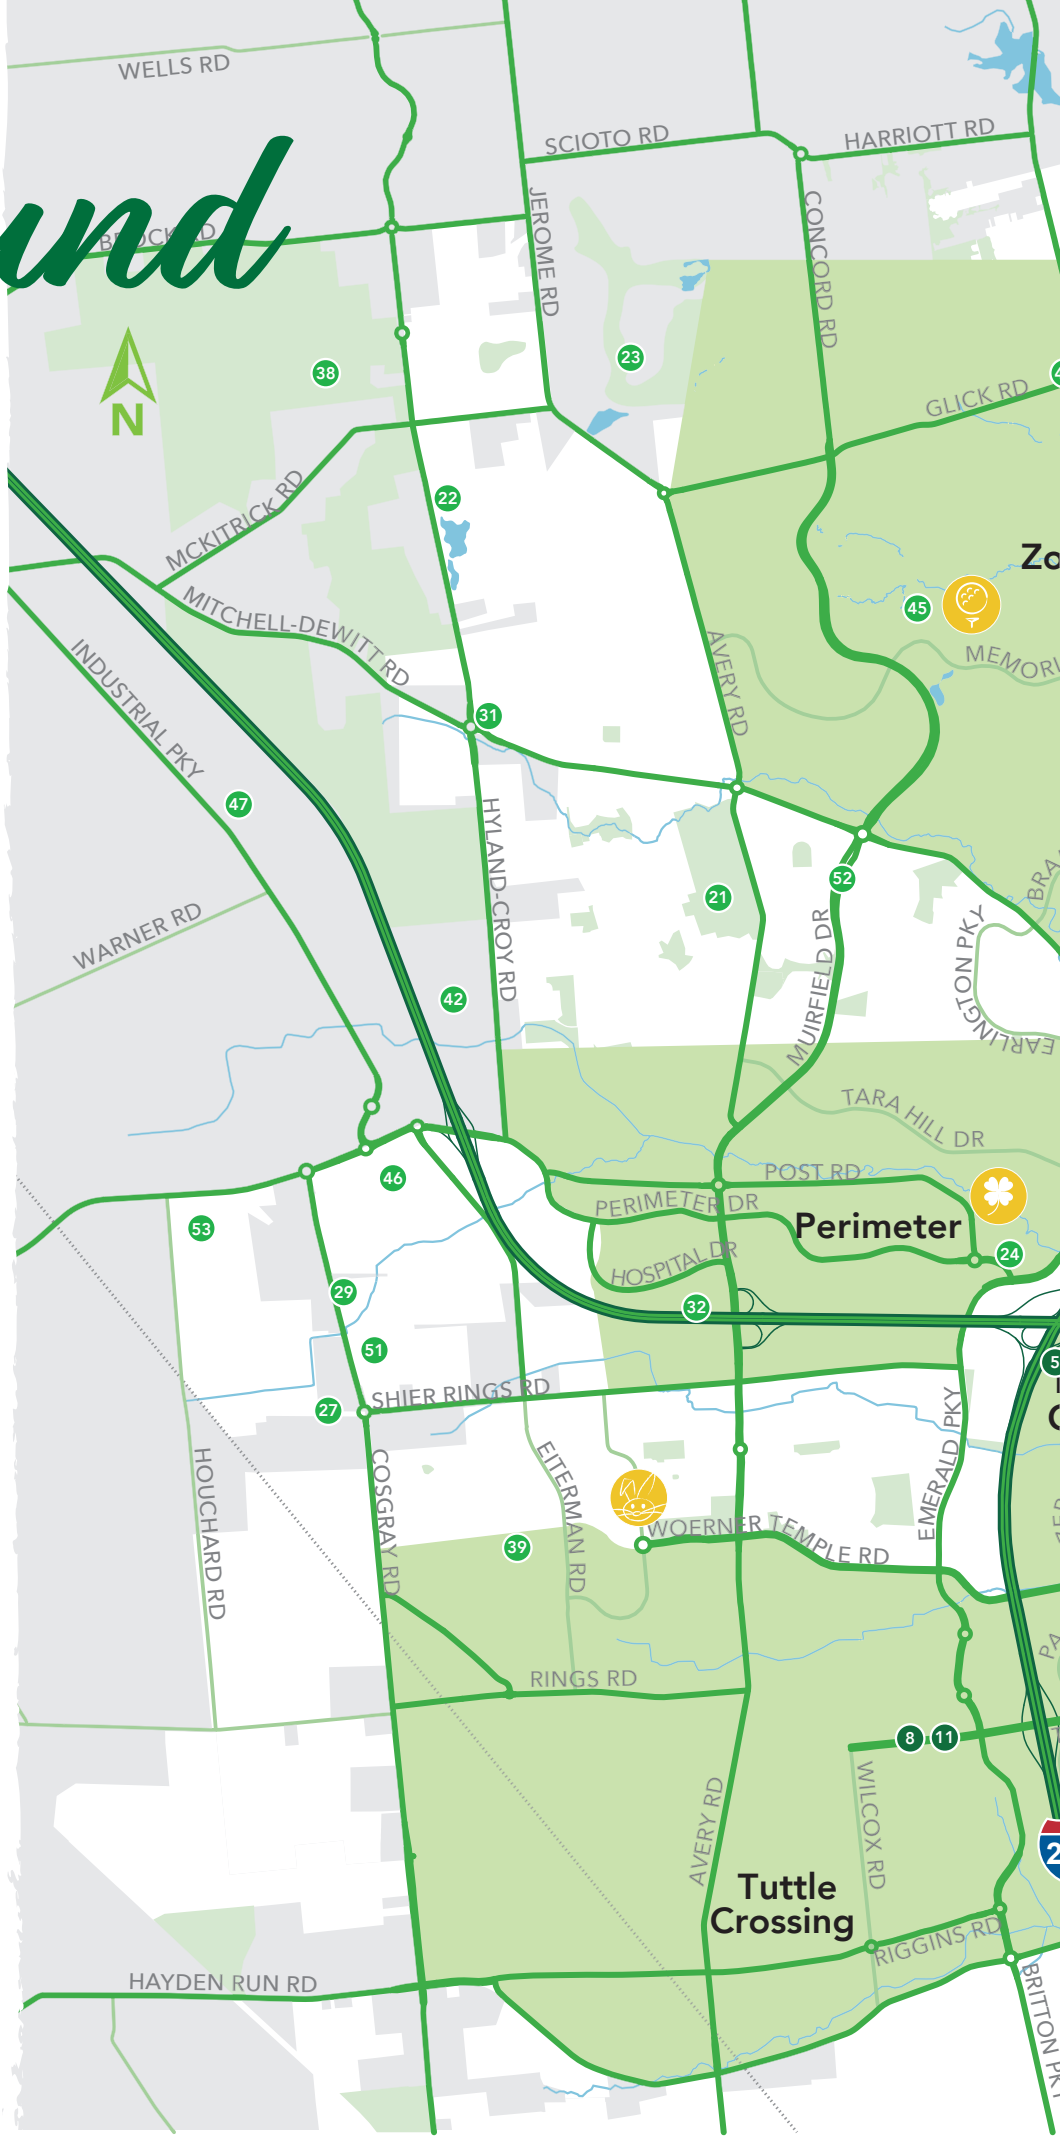 WELLS RD
SCIOTO RD
HARRIOTT RD
und
JEROME RD
CONCORD RD
23
38
N
GLICK RD
22
MCKITRICK RD
45
MITCHELL-DEWITT RD
AVERY RD
INDUSTRIAL PKY
31
47
HYLAND-CROY RD
52
21
WARNER RD
MUIRFIELD DR
EARLINGTON PKY
42
TARA HILL DR
POST RD
46
PERIMETER DR
53
Perimeter
24
HOSPITAL DR
29
32
51
SHIER RINGS RD
27
EMERALD PKY
HOUCHARD RD
COSGRAY RD
EITERMAN RD
WOERNER TEMPLE RD
39
RINGS RD
8
11
WILCOX RD
AVERY RD
Tuttle
Crossing
RIGGINS RD
HAYDEN RUN RD